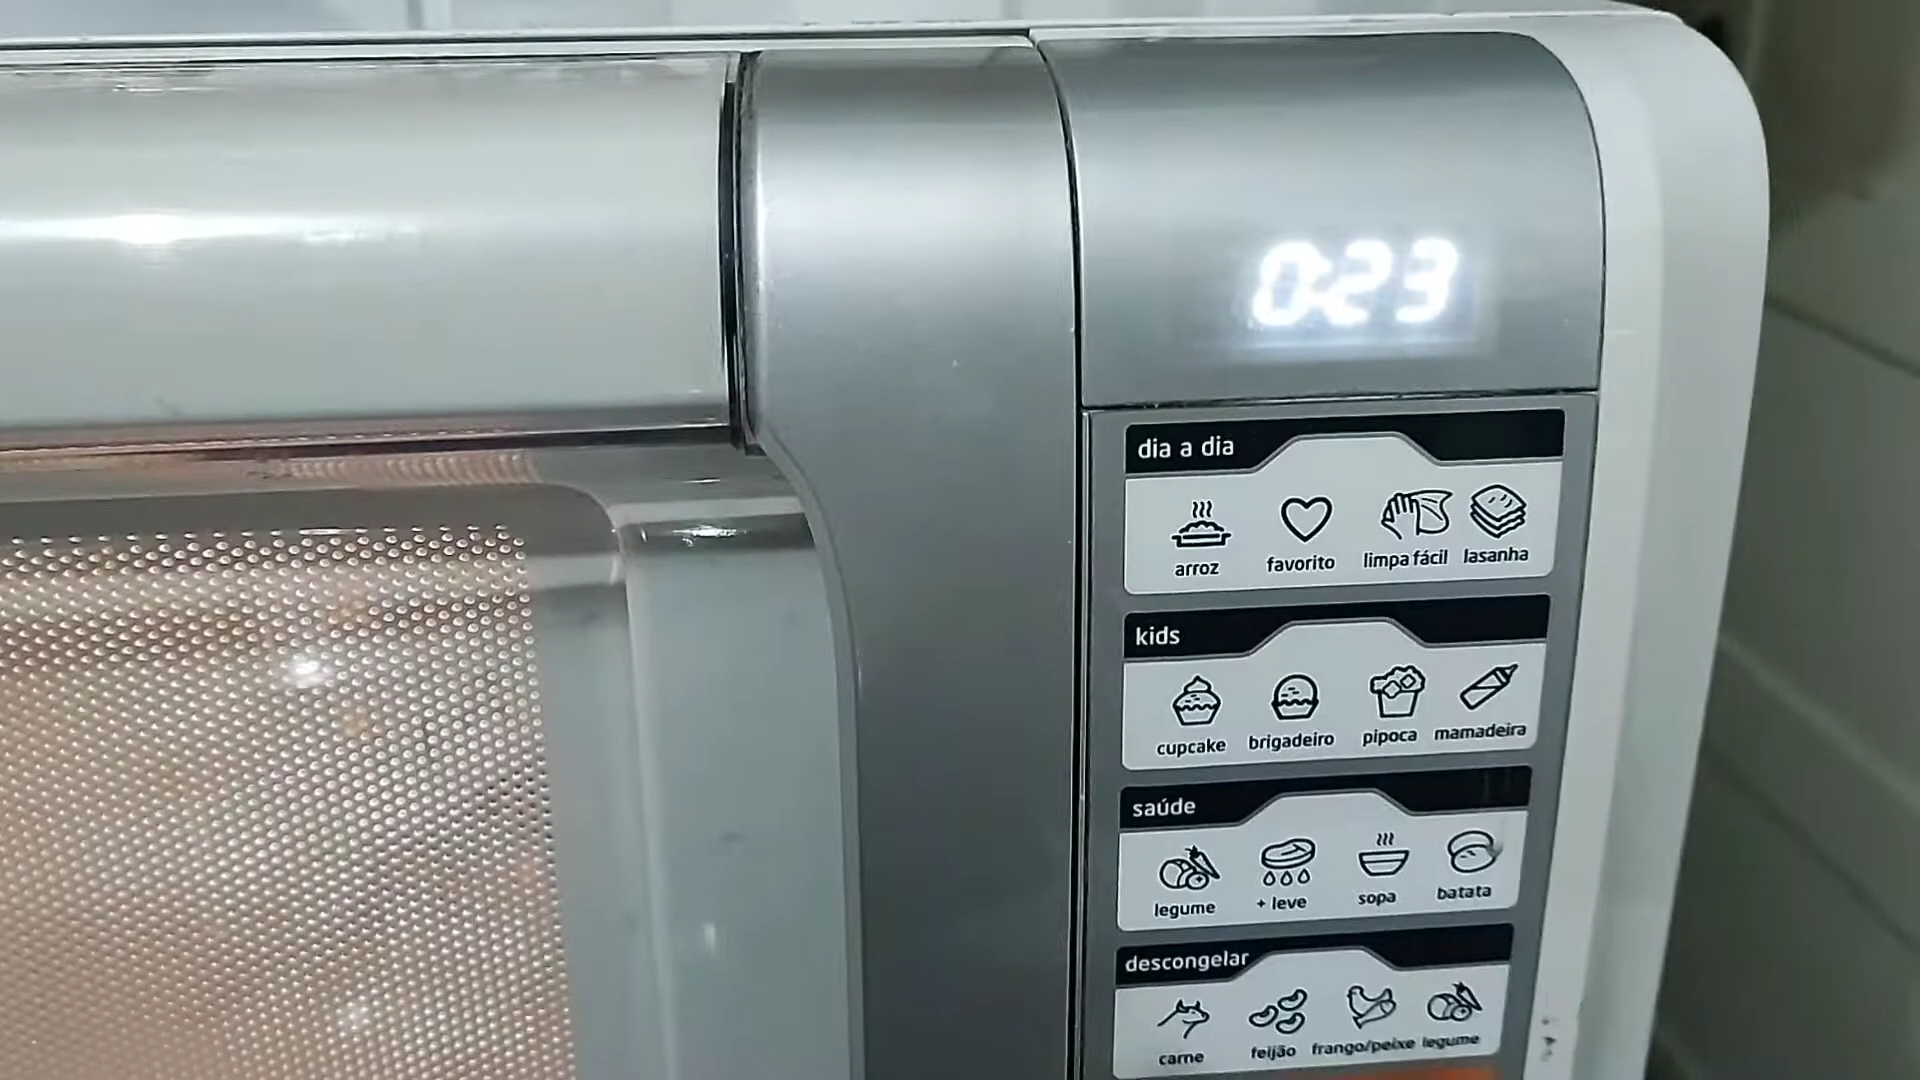 0:23
dia a dia
arroz favorito limpa fácil lasanha
kids
cupcake brigadeiro pipoca mamadeira
saúde
legume + leve sopa batata
descongelar
carne feijão frango/peixe legume